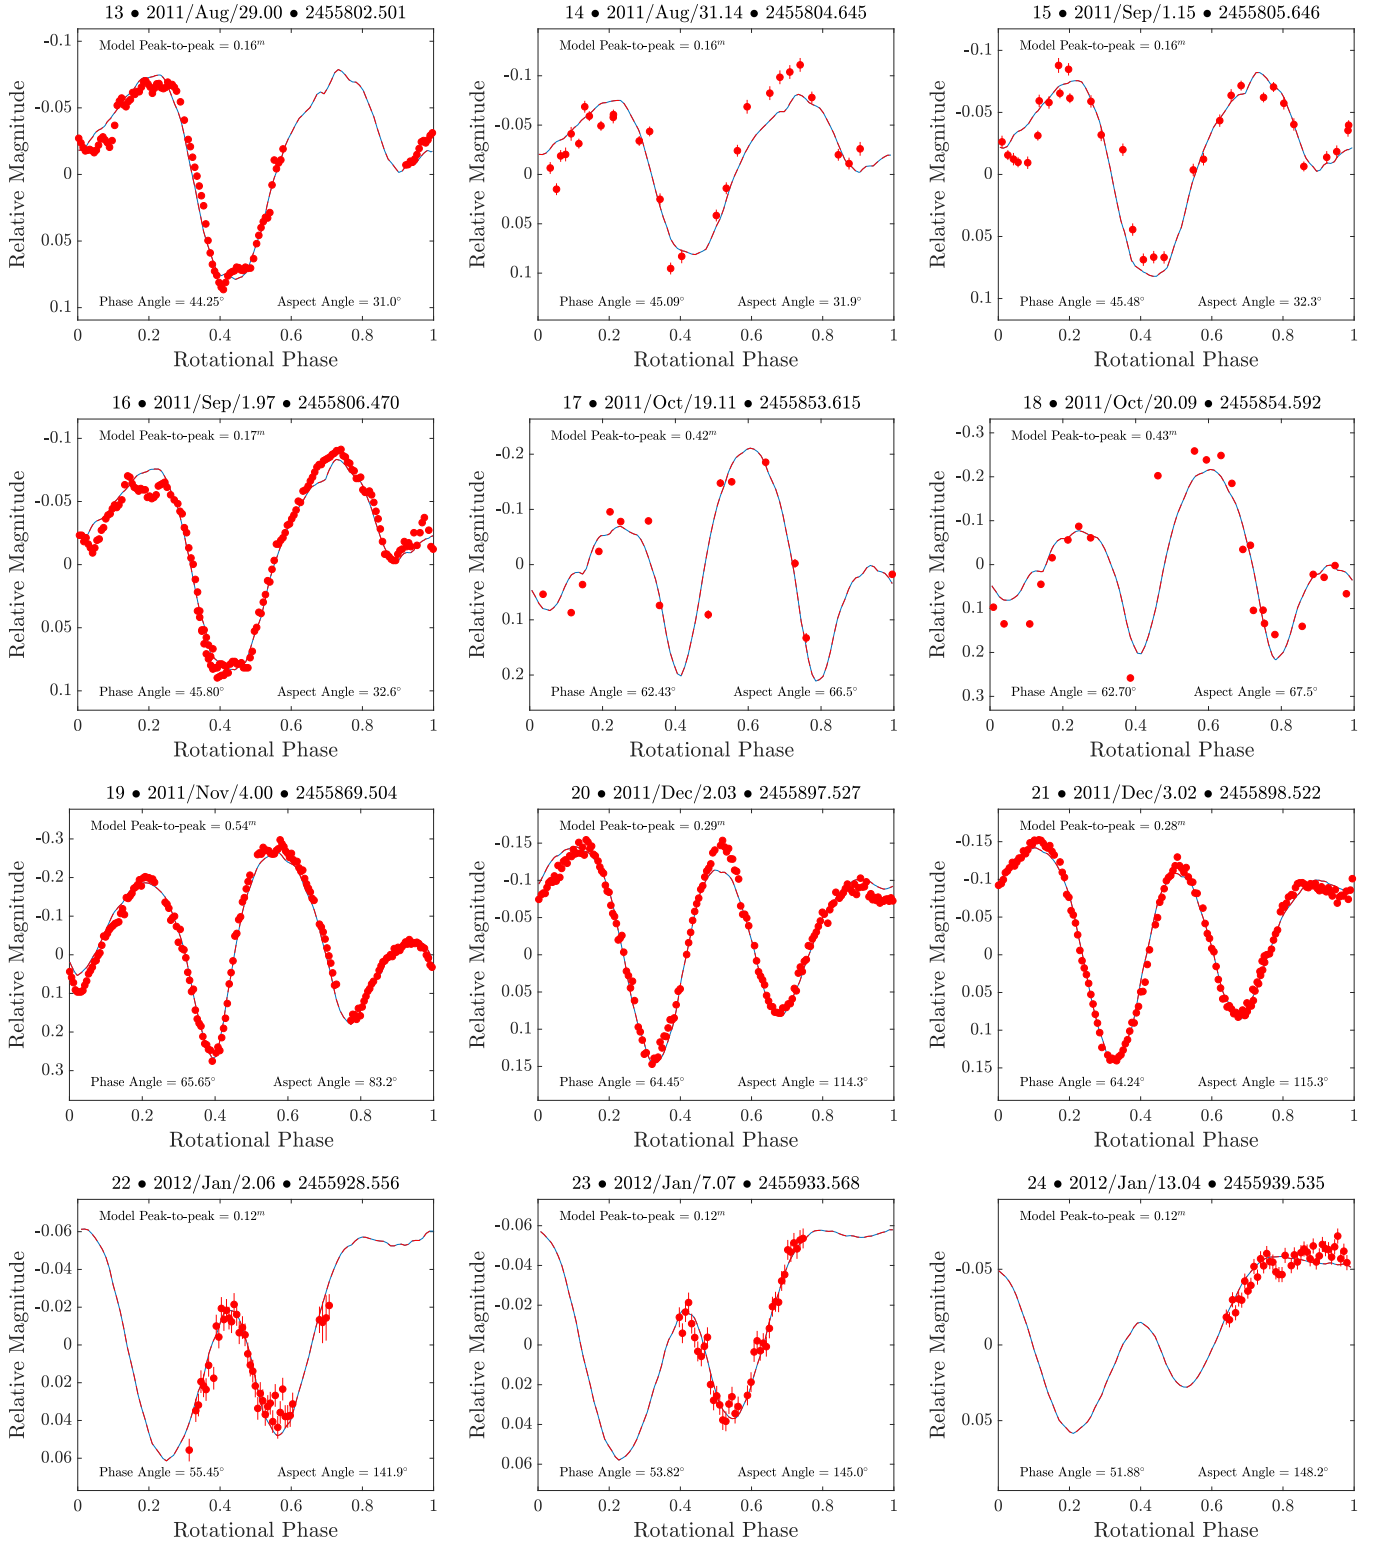 13 ● 2011/Aug/29.00 ● 2455802.501
Model Peak-to-peak = 0.16m
-0.1
-0.05
0
0.05
0.1
Relative Magnitude
Phase Angle = 44.25°
Aspect Angle = 31.0°
0 0.2 0.4 0.6 0.8 1
Rotational Phase
14 ● 2011/Aug/31.14 ● 2455804.645
Model Peak-to-peak = 0.16m
-0.1
-0.05
0
0.05
0.1
Relative Magnitude
Phase Angle = 45.09°
Aspect Angle = 31.9°
0 0.2 0.4 0.6 0.8 1
Rotational Phase
15 ● 2011/Sep/1.15 ● 2455805.646
Model Peak-to-peak = 0.16m
-0.1
-0.05
0
0.05
0.1
Relative Magnitude
Phase Angle = 45.48°
Aspect Angle = 32.3°
0 0.2 0.4 0.6 0.8 1
Rotational Phase
16 ● 2011/Sep/1.97 ● 2455806.470
Model Peak-to-peak = 0.17m
-0.1
-0.05
0
0.05
0.1
Relative Magnitude
Phase Angle = 45.80°
Aspect Angle = 32.6°
0 0.2 0.4 0.6 0.8 1
Rotational Phase
17 ● 2011/Oct/19.11 ● 2455853.615
Model Peak-to-peak = 0.42m
-0.2
-0.1
0
0.1
0.2
Relative Magnitude
Phase Angle = 62.43°
Aspect Angle = 66.5°
0 0.2 0.4 0.6 0.8 1
Rotational Phase
18 ● 2011/Oct/20.09 ● 2455854.592
Model Peak-to-peak = 0.43m
-0.3
-0.2
-0.1
0
0.1
0.2
0.3
Relative Magnitude
Phase Angle = 62.70°
Aspect Angle = 67.5°
0 0.2 0.4 0.6 0.8 1
Rotational Phase
19 ● 2011/Nov/4.00 ● 2455869.504
Model Peak-to-peak = 0.54m
-0.3
-0.2
-0.1
0
0.1
0.2
0.3
Relative Magnitude
Phase Angle = 65.65°
Aspect Angle = 83.2°
0 0.2 0.4 0.6 0.8 1
Rotational Phase
20 ● 2011/Dec/2.03 ● 2455897.527
Model Peak-to-peak = 0.29m
-0.15
-0.1
-0.05
0
0.05
0.1
0.15
Relative Magnitude
Phase Angle = 64.45°
Aspect Angle = 114.3°
0 0.2 0.4 0.6 0.8 1
Rotational Phase
21 ● 2011/Dec/3.02 ● 2455898.522
Model Peak-to-peak = 0.28m
-0.15
-0.1
-0.05
0
0.05
0.1
0.15
Relative Magnitude
Phase Angle = 64.24°
Aspect Angle = 115.3°
0 0.2 0.4 0.6 0.8 1
Rotational Phase
22 ● 2012/Jan/2.06 ● 2455928.556
Model Peak-to-peak = 0.12m
-0.06
-0.04
-0.02
0
0.02
0.04
0.06
Relative Magnitude
Phase Angle = 55.45°
Aspect Angle = 141.9°
0 0.2 0.4 0.6 0.8 1
Rotational Phase
23 ● 2012/Jan/7.07 ● 2455933.568
Model Peak-to-peak = 0.12m
-0.06
-0.04
-0.02
0
0.02
0.04
0.06
Relative Magnitude
Phase Angle = 53.82°
Aspect Angle = 145.0°
0 0.2 0.4 0.6 0.8 1
Rotational Phase
24 ● 2012/Jan/13.04 ● 2455939.535
Model Peak-to-peak = 0.12m
-0.05
0
0.05
Relative Magnitude
Phase Angle = 51.88°
Aspect Angle = 148.2°
0 0.2 0.4 0.6 0.8 1
Rotational Phase